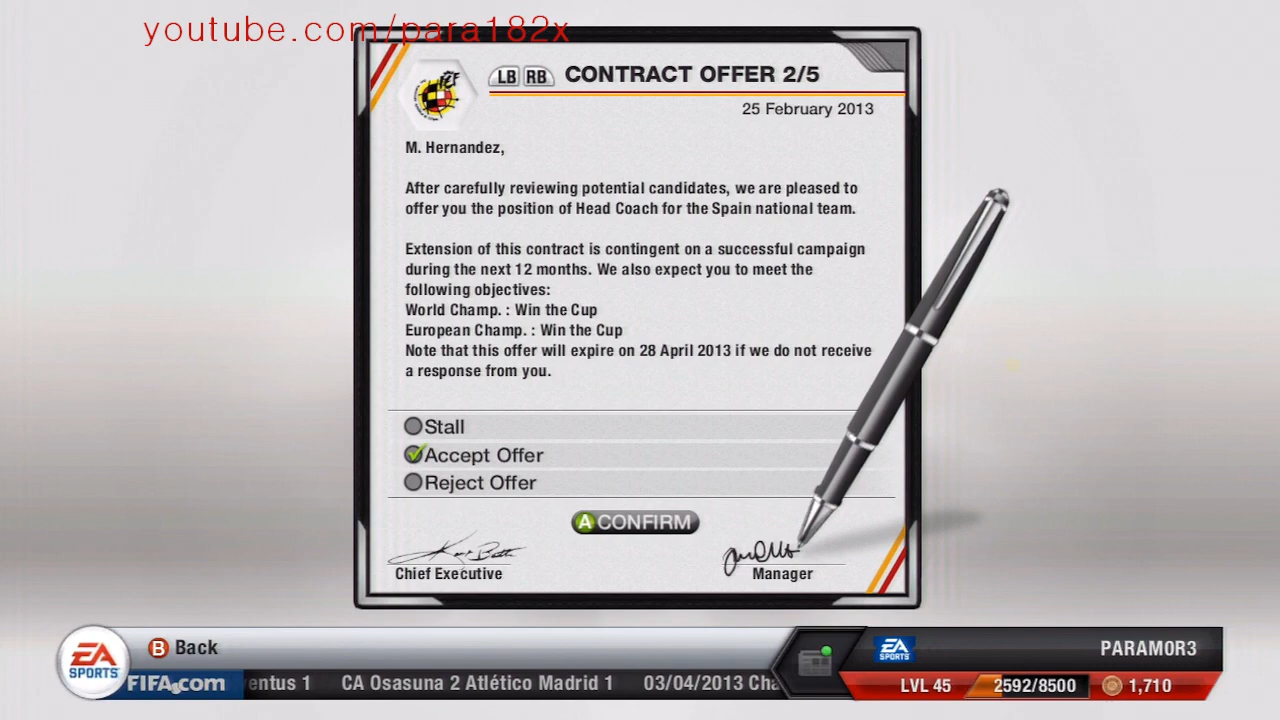 youtube.com/para182x
LB RB CONTRACT OFFER 2/5
25 February 2013
M. Hernandez,
After carefully reviewing potential candidates, we are pleased to
offer you the position of Head Coach for the Spain national team.
Extension of this contract is contingent on a successful campaign
during the next 12 months. We also expect you to meet the
following objectives:
World Champ. : Win the Cup
European Champ. : Win the Cup
Note that this offer will expire on 28 April 2013 if we do not receive
a response from you.
Stall
Accept Offer
Reject Offer
A CONFIRM
Chief Executive
Manager
EA SPORTS
B Back
EA SPORTS
PARAM0R3
FIFA.com
entus 1 CA Osasuna 2 Atlético Madrid 1 03/04/2013 Cha
LVL 45 2592/8500 1,710